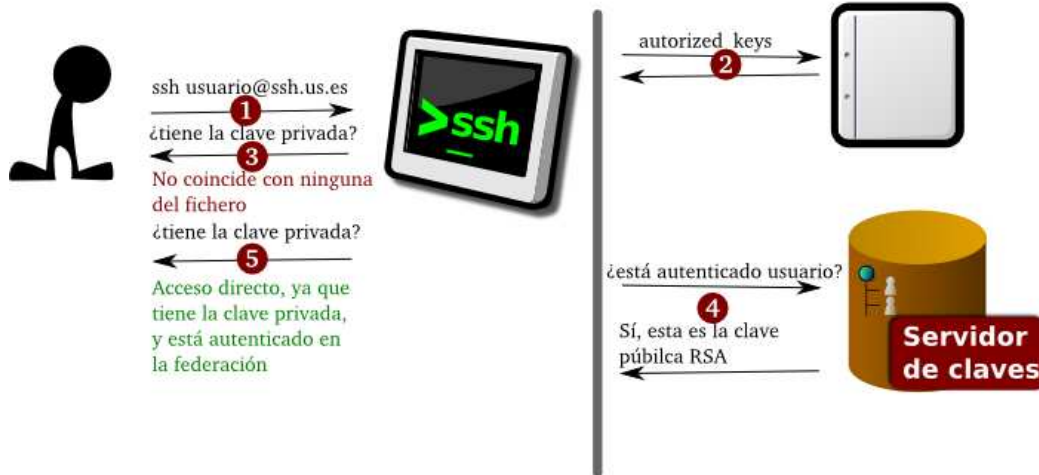 ssh usuario@ssh.us.es
1
¿tiene la clave privada?
3
No coincide con ninguna
del fichero
¿tiene la clave privada?
5
Acceso directo, ya que
tiene la clave privada,
y está autenticado en
la federación
>ssh_
autorized_keys
2
¿está autenticado usuario?
4
Sí, esta es la clave
púbilca RSA
Servidor
de claves